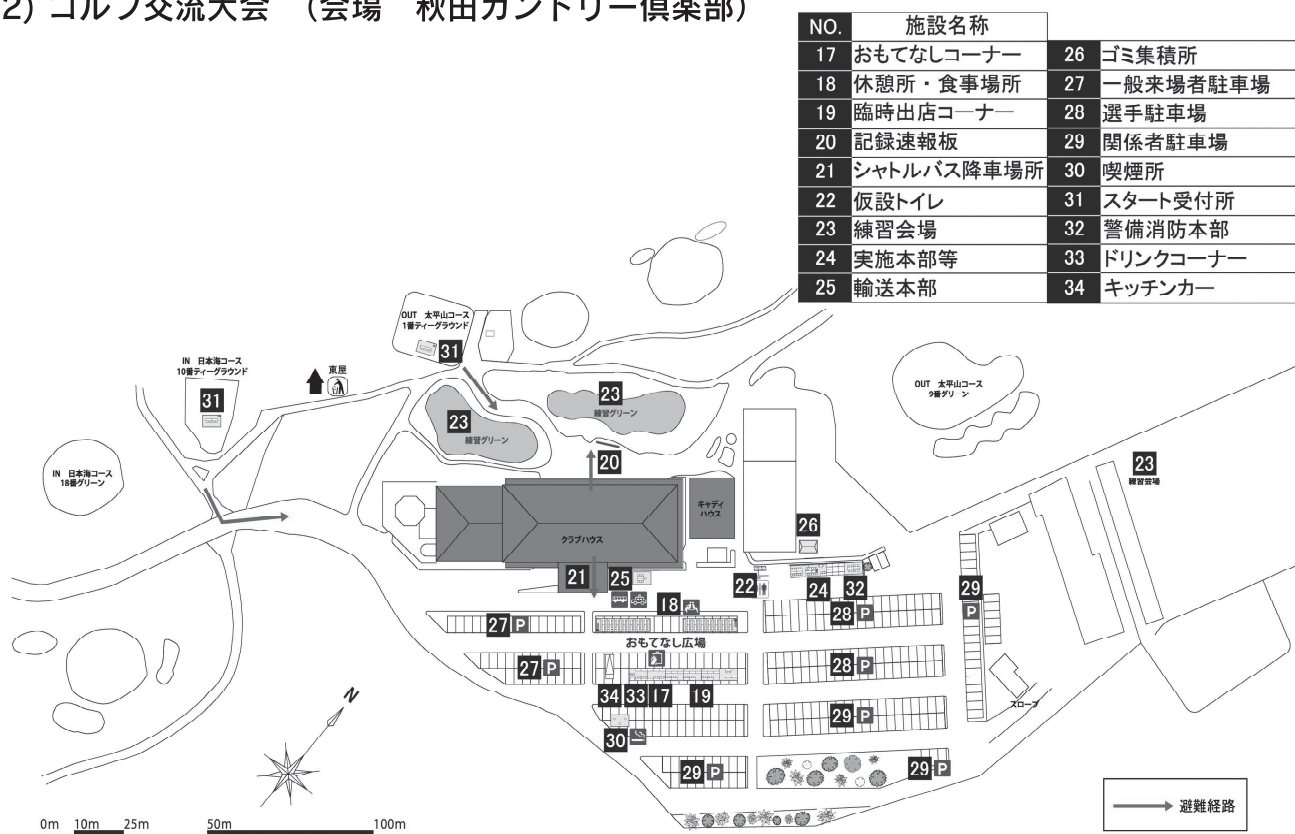 2) ゴルフ交流大会 (会場 秋田カントリー倶楽部)
NO. 施設名称
17 おもてなしコーナー 26 ゴミ集積所
18 休憩所・食事場所 27 一般来場者駐車場
19 臨時出店コーナー 28 選手駐車場
20 記録速報板 29 関係者駐車場
21 シャトルバス降車場所 30 喫煙所
22 仮設トイレ 31 スタート受付所
23 練習会場 32 警備消防本部
24 実施本部等 33 ドリンクコーナー
25 輸送本部 34 キッチンカー
OUT 太平山コース
1番ティーグラウンド
31
IN 日本海コース
10番ティーグラウンド
31
東屋
23
練習グリーン
23
練習グリーン
OUT 太平山コース
9番グリーン
IN 日本海コース
18番グリーン
20
23
練習会場
キャディ
ハウス
クラブハウス
26
21
25
22
24
32
29
P
18
28 P
27 P
おもてなし広場
27 P
28 P
34 33 17 19
スロープ
29 P
30
29 P
29 P
N
避難経路
0m 10m 25m 50m 100m